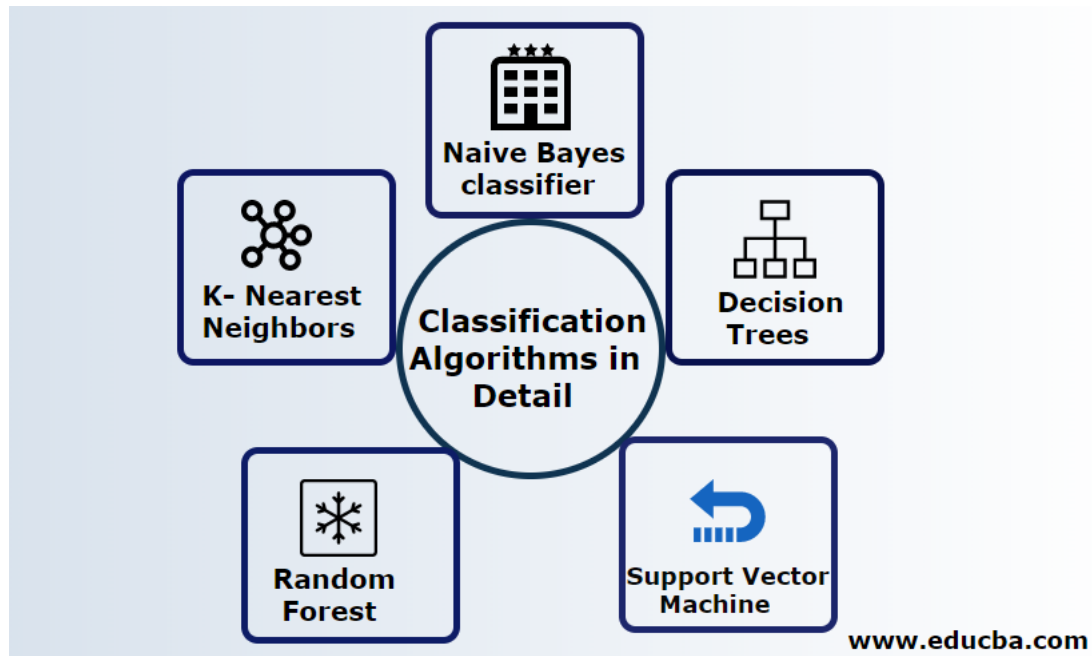 Naive Bayes
classifier
K- Nearest
Neighbors
Decision
Trees
Classification
Algorithms in
Detail
Random
Forest
Support Vector
Machine
www.educba.com